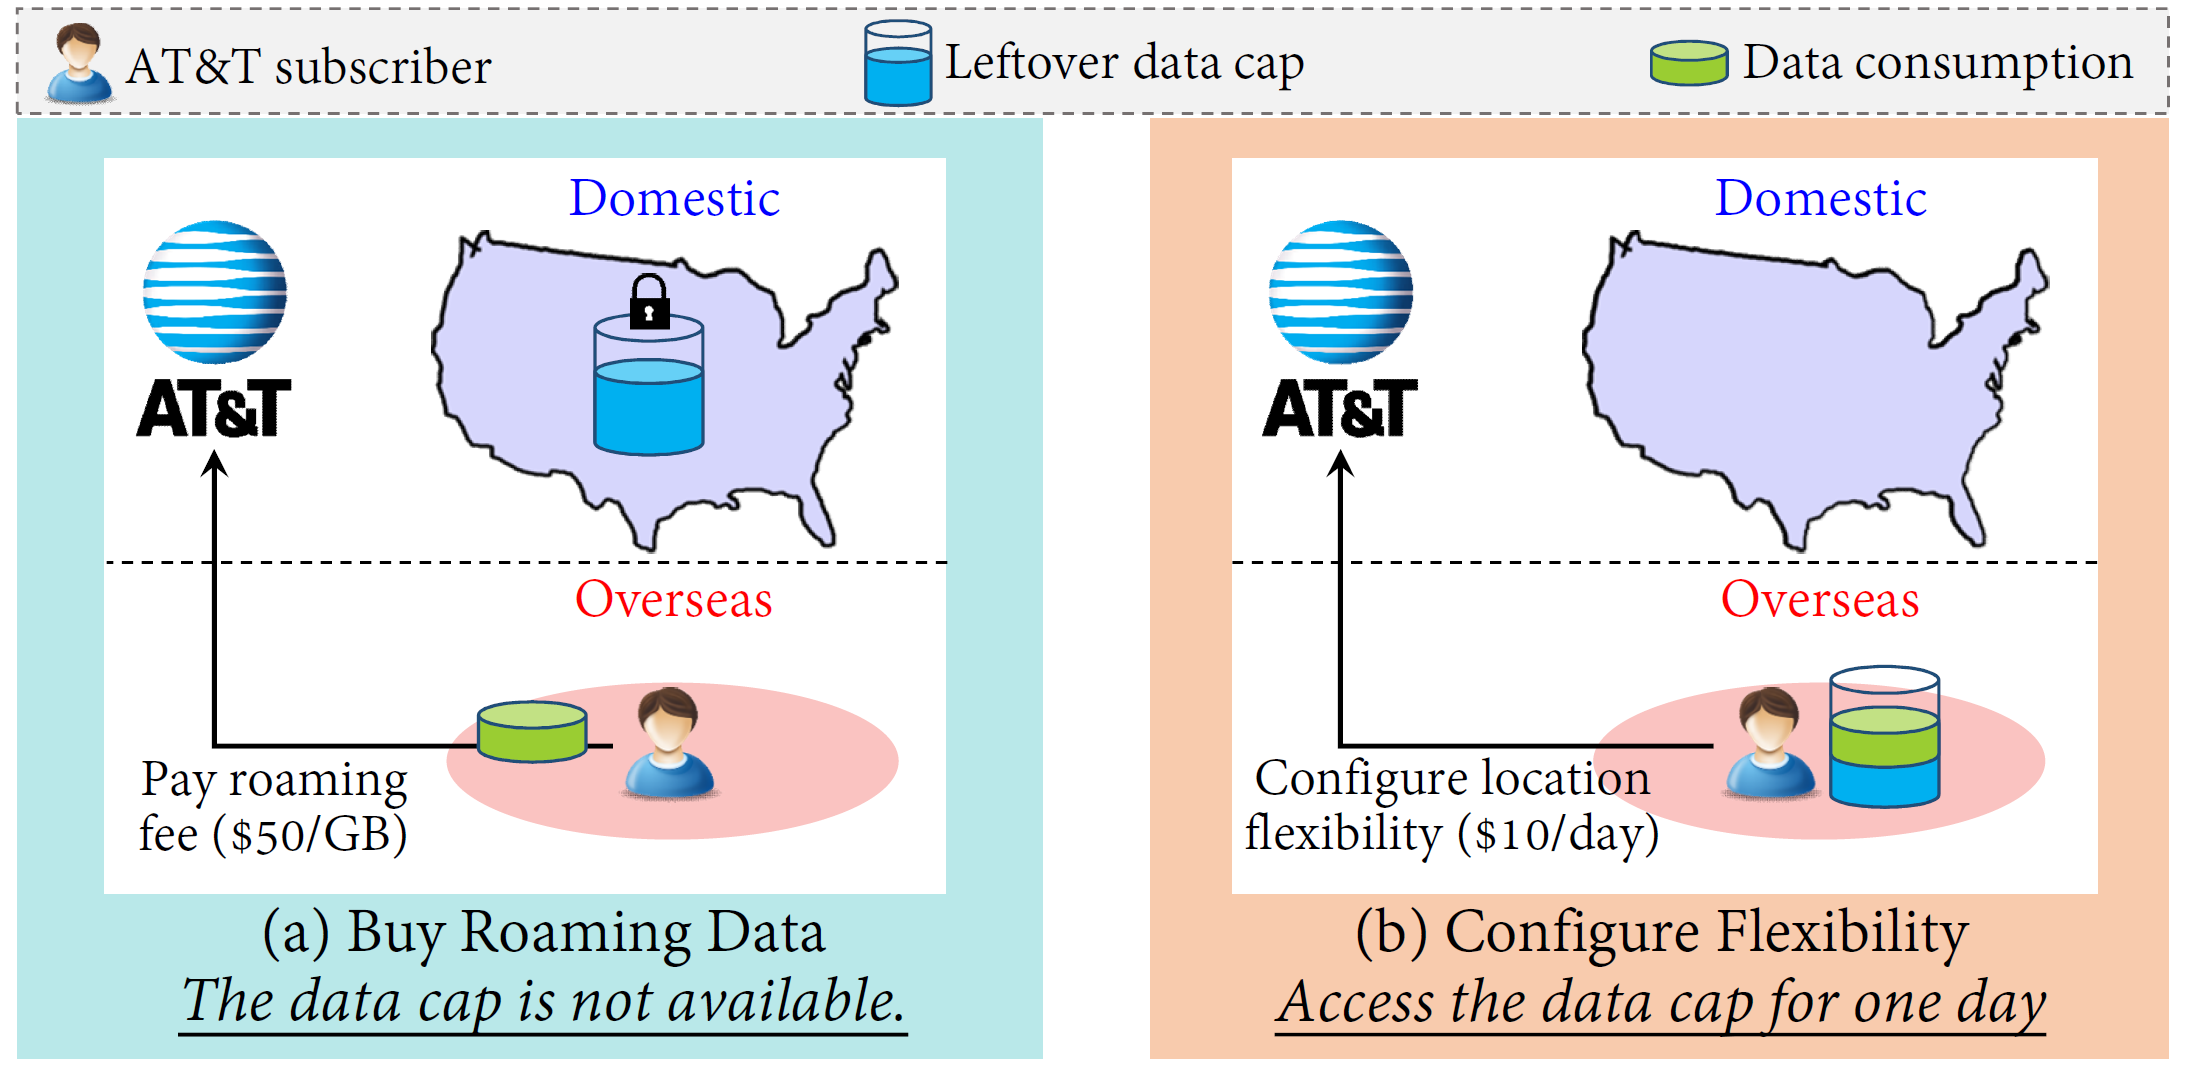 AT&T subscriber
Leftover data cap
Data consumption
Domestic
AT&T
Overseas
Pay roaming
fee ($50/GB)
(a) Buy Roaming Data
The data cap is not available.
Domestic
AT&T
Overseas
Configure location
flexibility ($10/day)
(b) Configure Flexibility
Access the data cap for one day